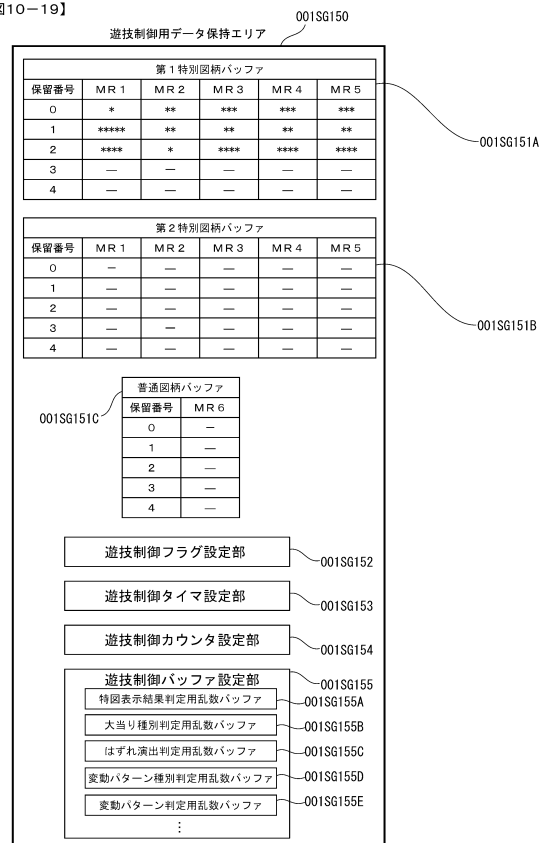 図10-19】
001SG150
遊技制御用データ保持エリア
第1特別図柄バッファ
保留番号 MR1 MR2 MR3 MR4 MR5
0 * ** *** *** ***
1 ***** ** ** ** **
2 **** * **** **** ****
3 — — — — —
4 — — — — —
001SG151A
第2特別図柄バッファ
保留番号 MR1 MR2 MR3 MR4 MR5
0 — — — — —
1 — — — — —
2 — — — — —
3 — — — — —
4 — — — — —
001SG151B
普通図柄バッファ
保留番号 MR6
0 —
1 —
2 —
3 —
4 —
001SG151C
遊技制御フラグ設定部
001SG152
遊技制御タイマ設定部
001SG153
遊技制御カウンタ設定部
001SG154
遊技制御バッファ設定部
001SG155
特図表示結果判定用乱数バッファ
001SG155A
大当り種別判定用乱数バッファ
001SG155B
はずれ演出判定用乱数バッファ
001SG155C
変動パターン種別判定用乱数バッファ
001SG155D
変動パターン判定用乱数バッファ
001SG155E
⋮